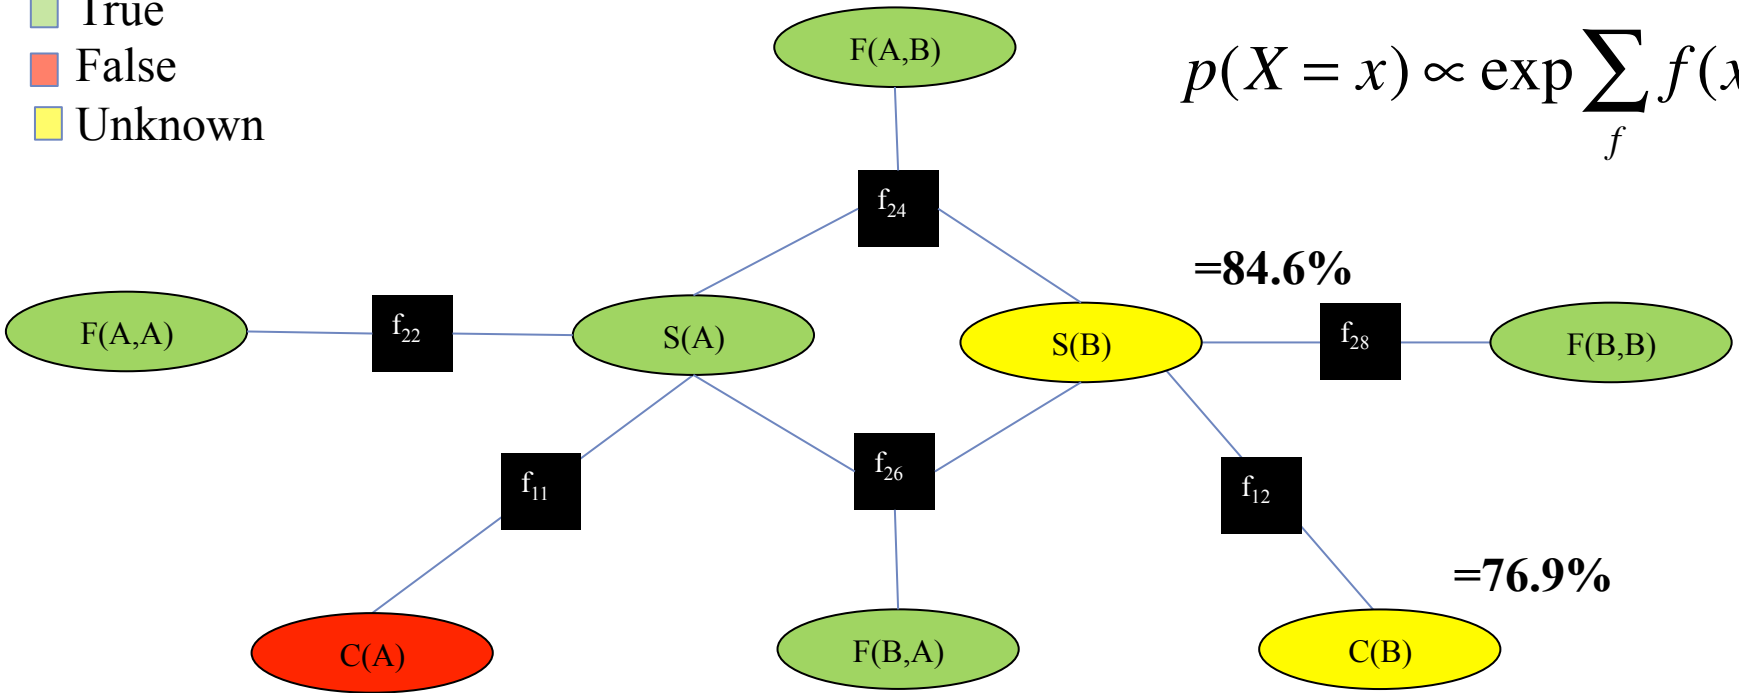 True
False
Unknown
F(A,B)
p(X = x) ∝ exp ∑ f(x
f
f₂₄
=84.6%
F(A,A)
f₂₂
S(A)
S(B)
f₂₈
F(B,B)
f₁₁
f₂₆
f₁₂
=76.9%
C(A)
F(B,A)
C(B)